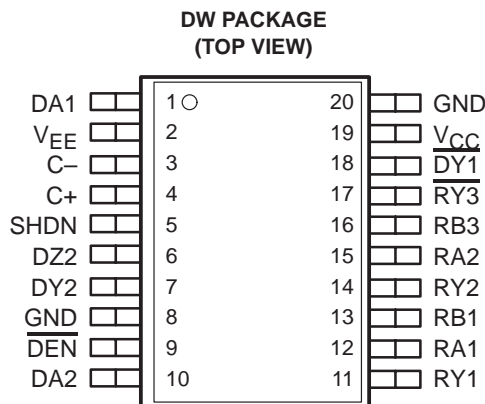 DW PACKAGE
(TOP VIEW)
DA1 1 20 GND
VEE 2 19 VCC
C– 3 18 DY1
C+ 4 17 RY3
SHDN 5 16 RB3
DZ2 6 15 RA2
DY2 7 14 RY2
GND 8 13 RB1
DEN 9 12 RA1
DA2 10 11 RY1